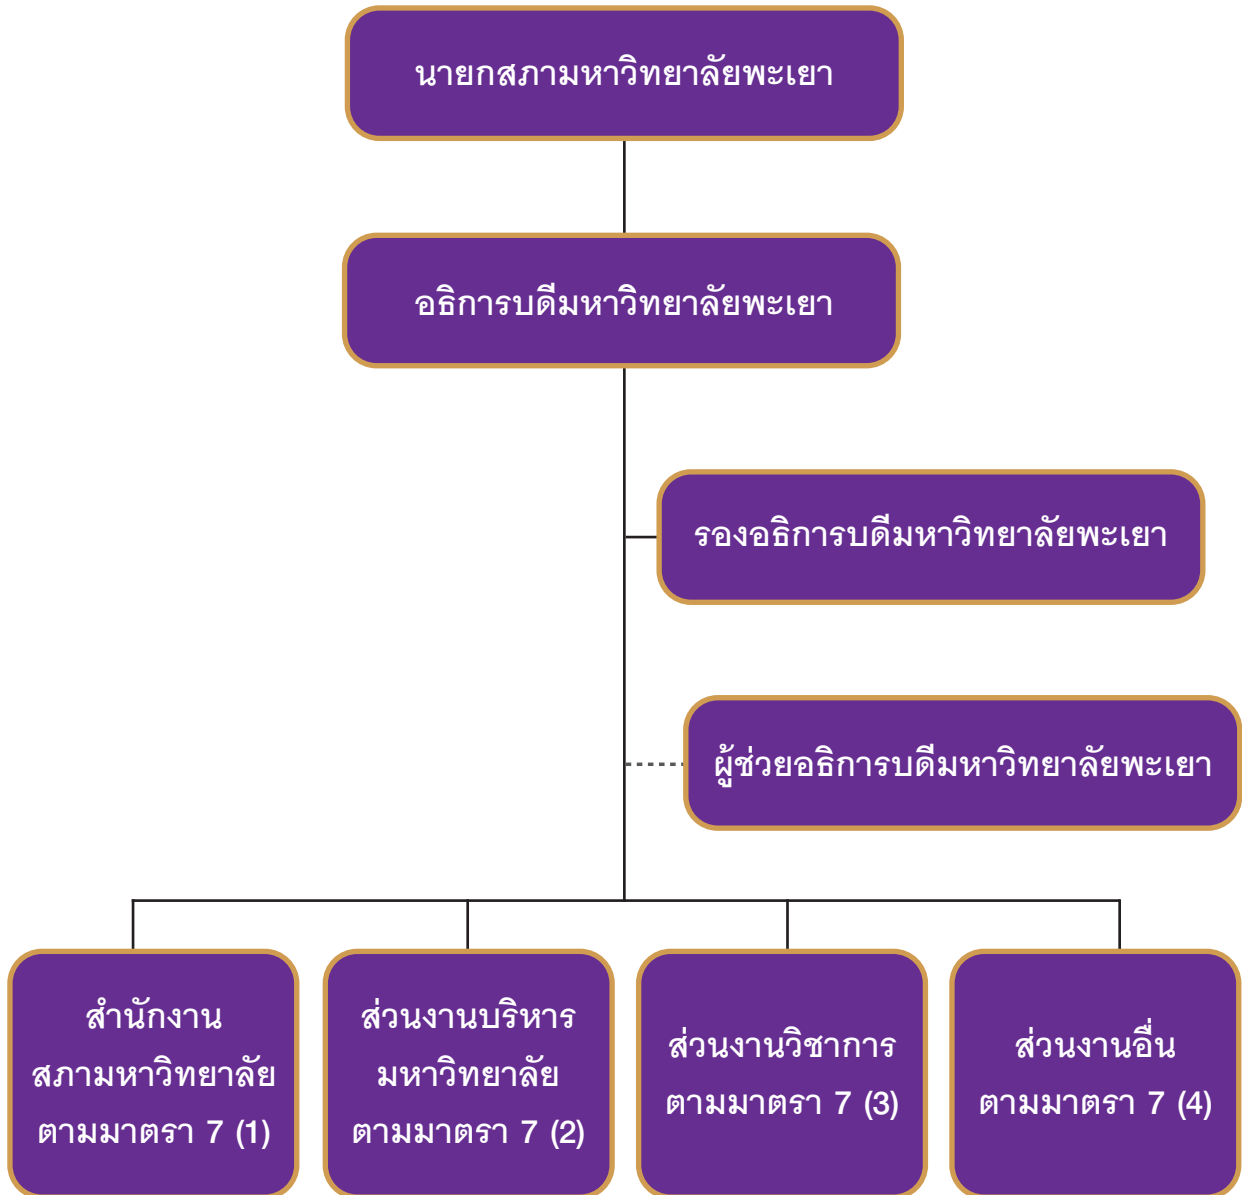 นายกสภามหาวิทยาลัยพะเยา
อธิการบดีมหาวิทยาลัยพะเยา
รองอธิการบดีมหาวิทยาลัยพะเยา
ผู้ช่วยอธิการบดีมหาวิทยาลัยพะเยา
สำนักงาน
สภามหาวิทยาลัย
ตามมาตรา 7 (1)
ส่วนงานบริหาร
มหาวิทยาลัย
ตามมาตรา 7 (2)
ส่วนงานวิชาการ
ตามมาตรา 7 (3)
ส่วนงานอื่น
ตามมาตรา 7 (4)